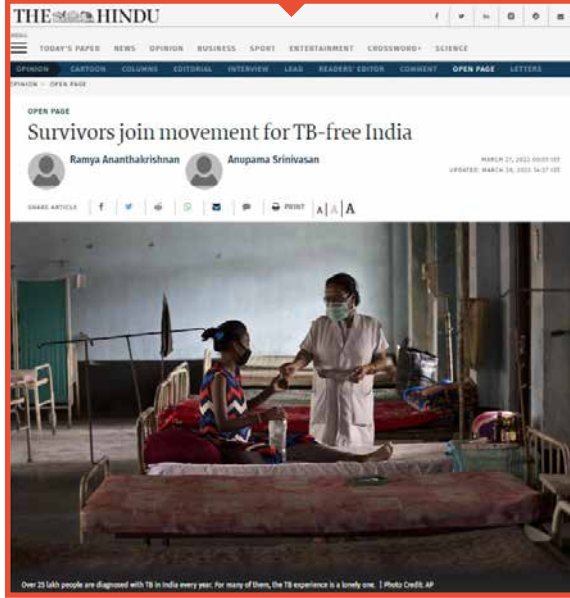 THE HINDU
MENU
TODAY'S PAPER NEWS OPINION BUSINESS SPORT ENTERTAINMENT CROSSWORD+ SCIENCE
OPINION CARTOON COLUMNS EDITORIAL INTERVIEW LEAD READERS' EDITOR COMMENT OPEN PAGE LETTERS
OPINION > OPEN PAGE
OPEN PAGE
Survivors join movement for TB-free India
Ramya Ananthakrishnan Anupama Srinivasan
SHARE ARTICLE PRINT A A A
Over 25 lakh people are diagnosed with TB in India every year. For many of them, the TB experience is a lonely one. | Photo Credit: AP